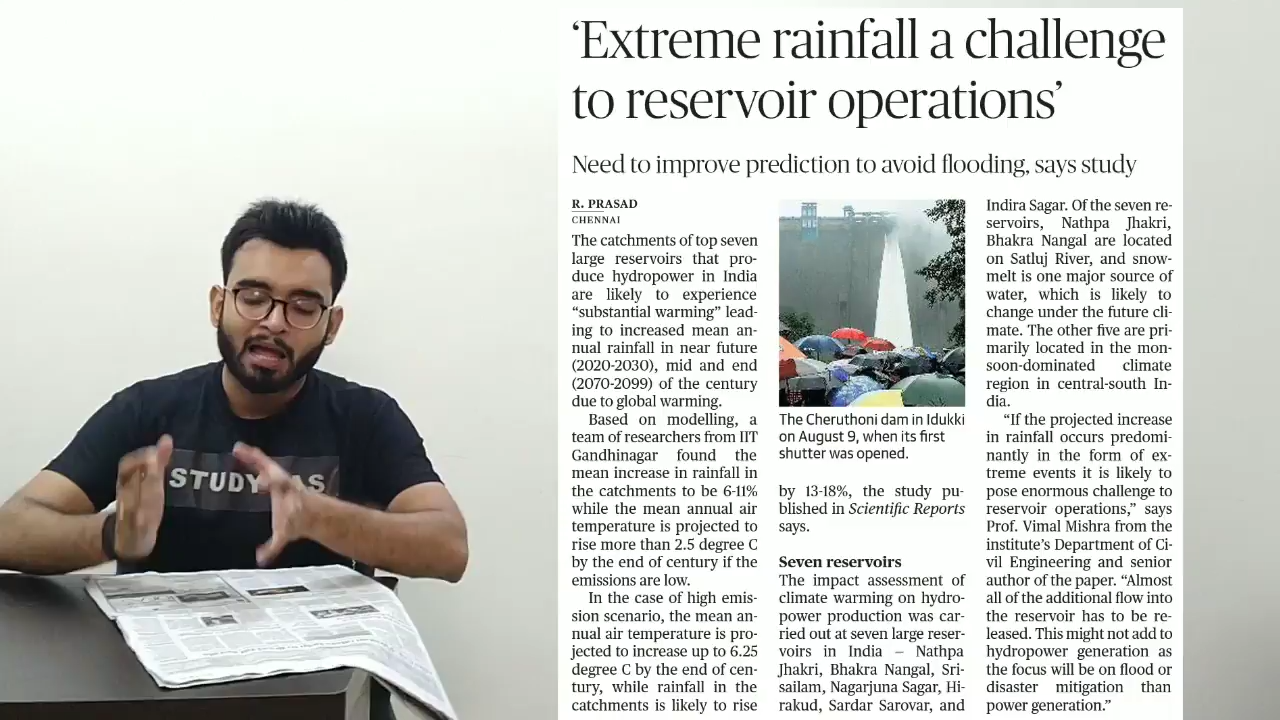 ‘Extreme rainfall a challenge
to reservoir operations’
Need to improve prediction to avoid flooding, says study
R. PRASAD
CHENNAI
The catchments of top seven
large reservoirs that pro-
duce hydropower in India
are likely to experience
“substantial warming” lead-
ing to increased mean an-
nual rainfall in near future
(2020-2030), mid and end
(2070-2099) of the century
due to global warming.
Based on modelling, a
team of researchers from IIT
Gandhinagar found the
mean increase in rainfall in
the catchments to be 6-11%
while the mean annual air
temperature is projected to
rise more than 2.5 degree C
by the end of century if the
emissions are low.
In the case of high emis-
sion scenario, the mean an-
nual air temperature is pro-
jected to increase up to 6.25
degree C by the end of cen-
tury, while rainfall in the
catchments is likely to rise
The Cheruthoni dam in Idukki
on August 9, when its first
shutter was opened.
by 13-18%, the study pu-
blished in Scientific Reports
says.
Seven reservoirs
The impact assessment of
climate warming on hydro-
power production was car-
ried out at seven large reser-
voirs in India — Nathpa
Jhakri, Bhakra Nangal, Sri-
sailam, Nagarjuna Sagar, Hi-
rakud, Sardar Sarovar, and
Indira Sagar. Of the seven re-
servoirs, Nathpa Jhakri,
Bhakra Nangal are located
on Satluj River, and snow-
melt is one major source of
water, which is likely to
change under the future cli-
mate. The other five are pri-
marily located in the mon-
soon-dominated climate
region in central-south In-
dia.
“If the projected increase
in rainfall occurs predomi-
nantly in the form of ex-
treme events it is likely to
pose enormous challenge to
reservoir operations,” says
Prof. Vimal Mishra from the
institute’s Department of Ci-
vil Engineering and senior
author of the paper. “Almost
all of the additional flow into
the reservoir has to be re-
leased. This might not add to
hydropower generation as
the focus will be on flood or
disaster mitigation than
power generation.”
STUDY